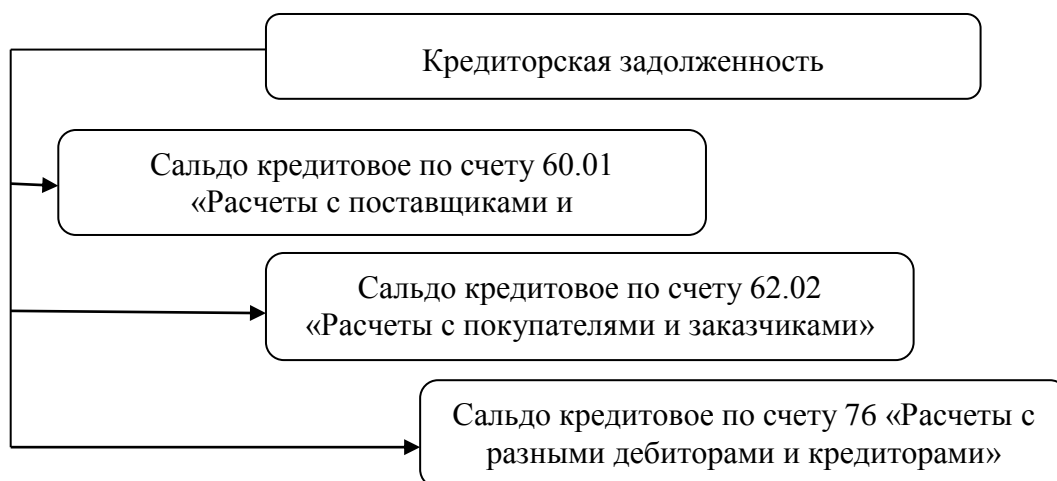 Кредиторская задолженность
Сальдо кредитовое по счету 60.01
«Расчеты с поставщиками и
Сальдо кредитовое по счету 62.02
«Расчеты с покупателями и заказчиками»
Сальдо кредитовое по счету 76 «Расчеты с
разными дебиторами и кредиторами»